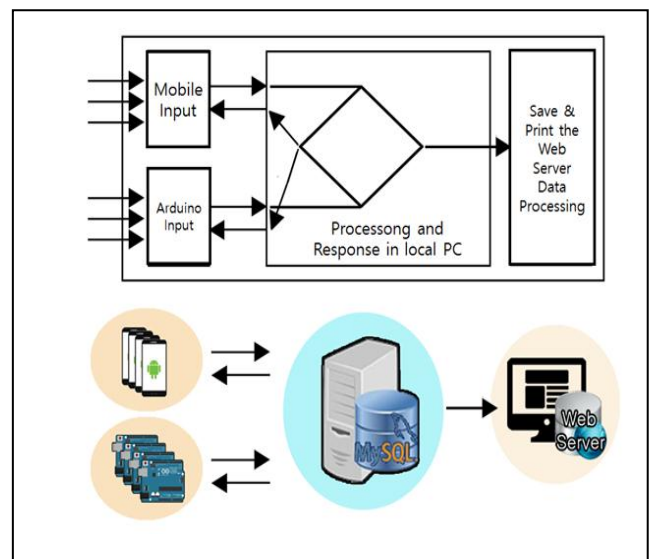 Mobile
Input
Arduino
Input
Processong and
Response in local PC
Save &
Print the
Web
Server
Data
Processing
MySQL
Web
Server